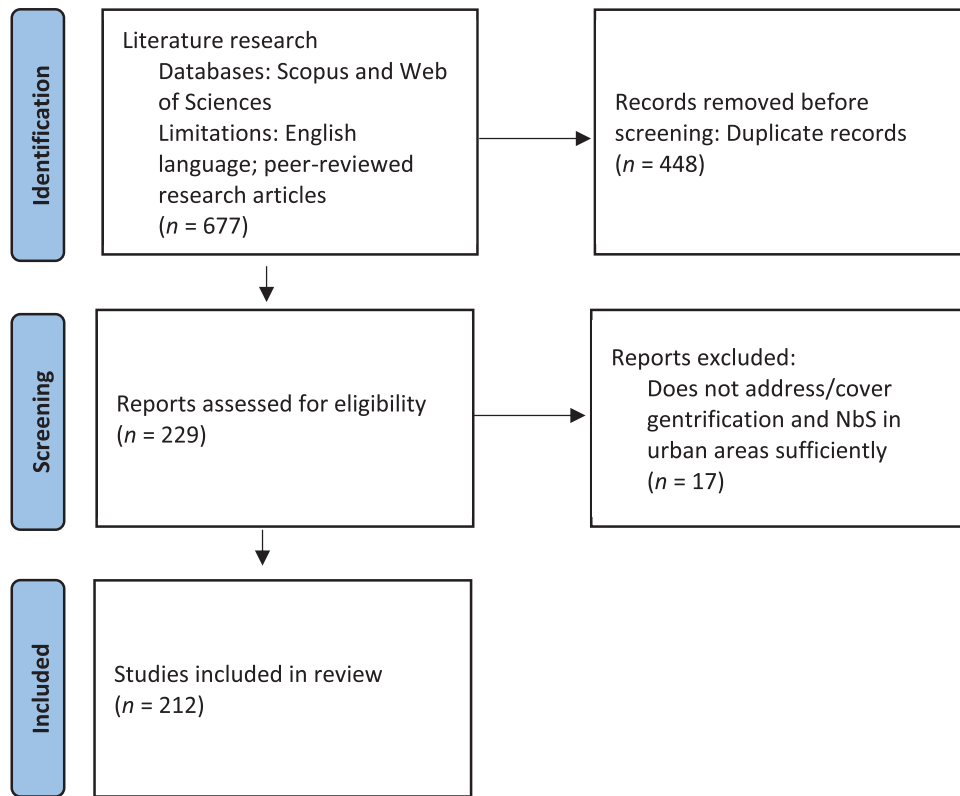 Identification
Literature research
Databases: Scopus and Web
of Sciences
Limitations: English
language; peer-reviewed
research articles
(n = 677)
Records removed before
screening: Duplicate records
(n = 448)
Screening
Reports assessed for eligibility
(n = 229)
Reports excluded:
Does not address/cover
gentrification and NbS in
urban areas sufficiently
(n = 17)
Included
Studies included in review
(n = 212)